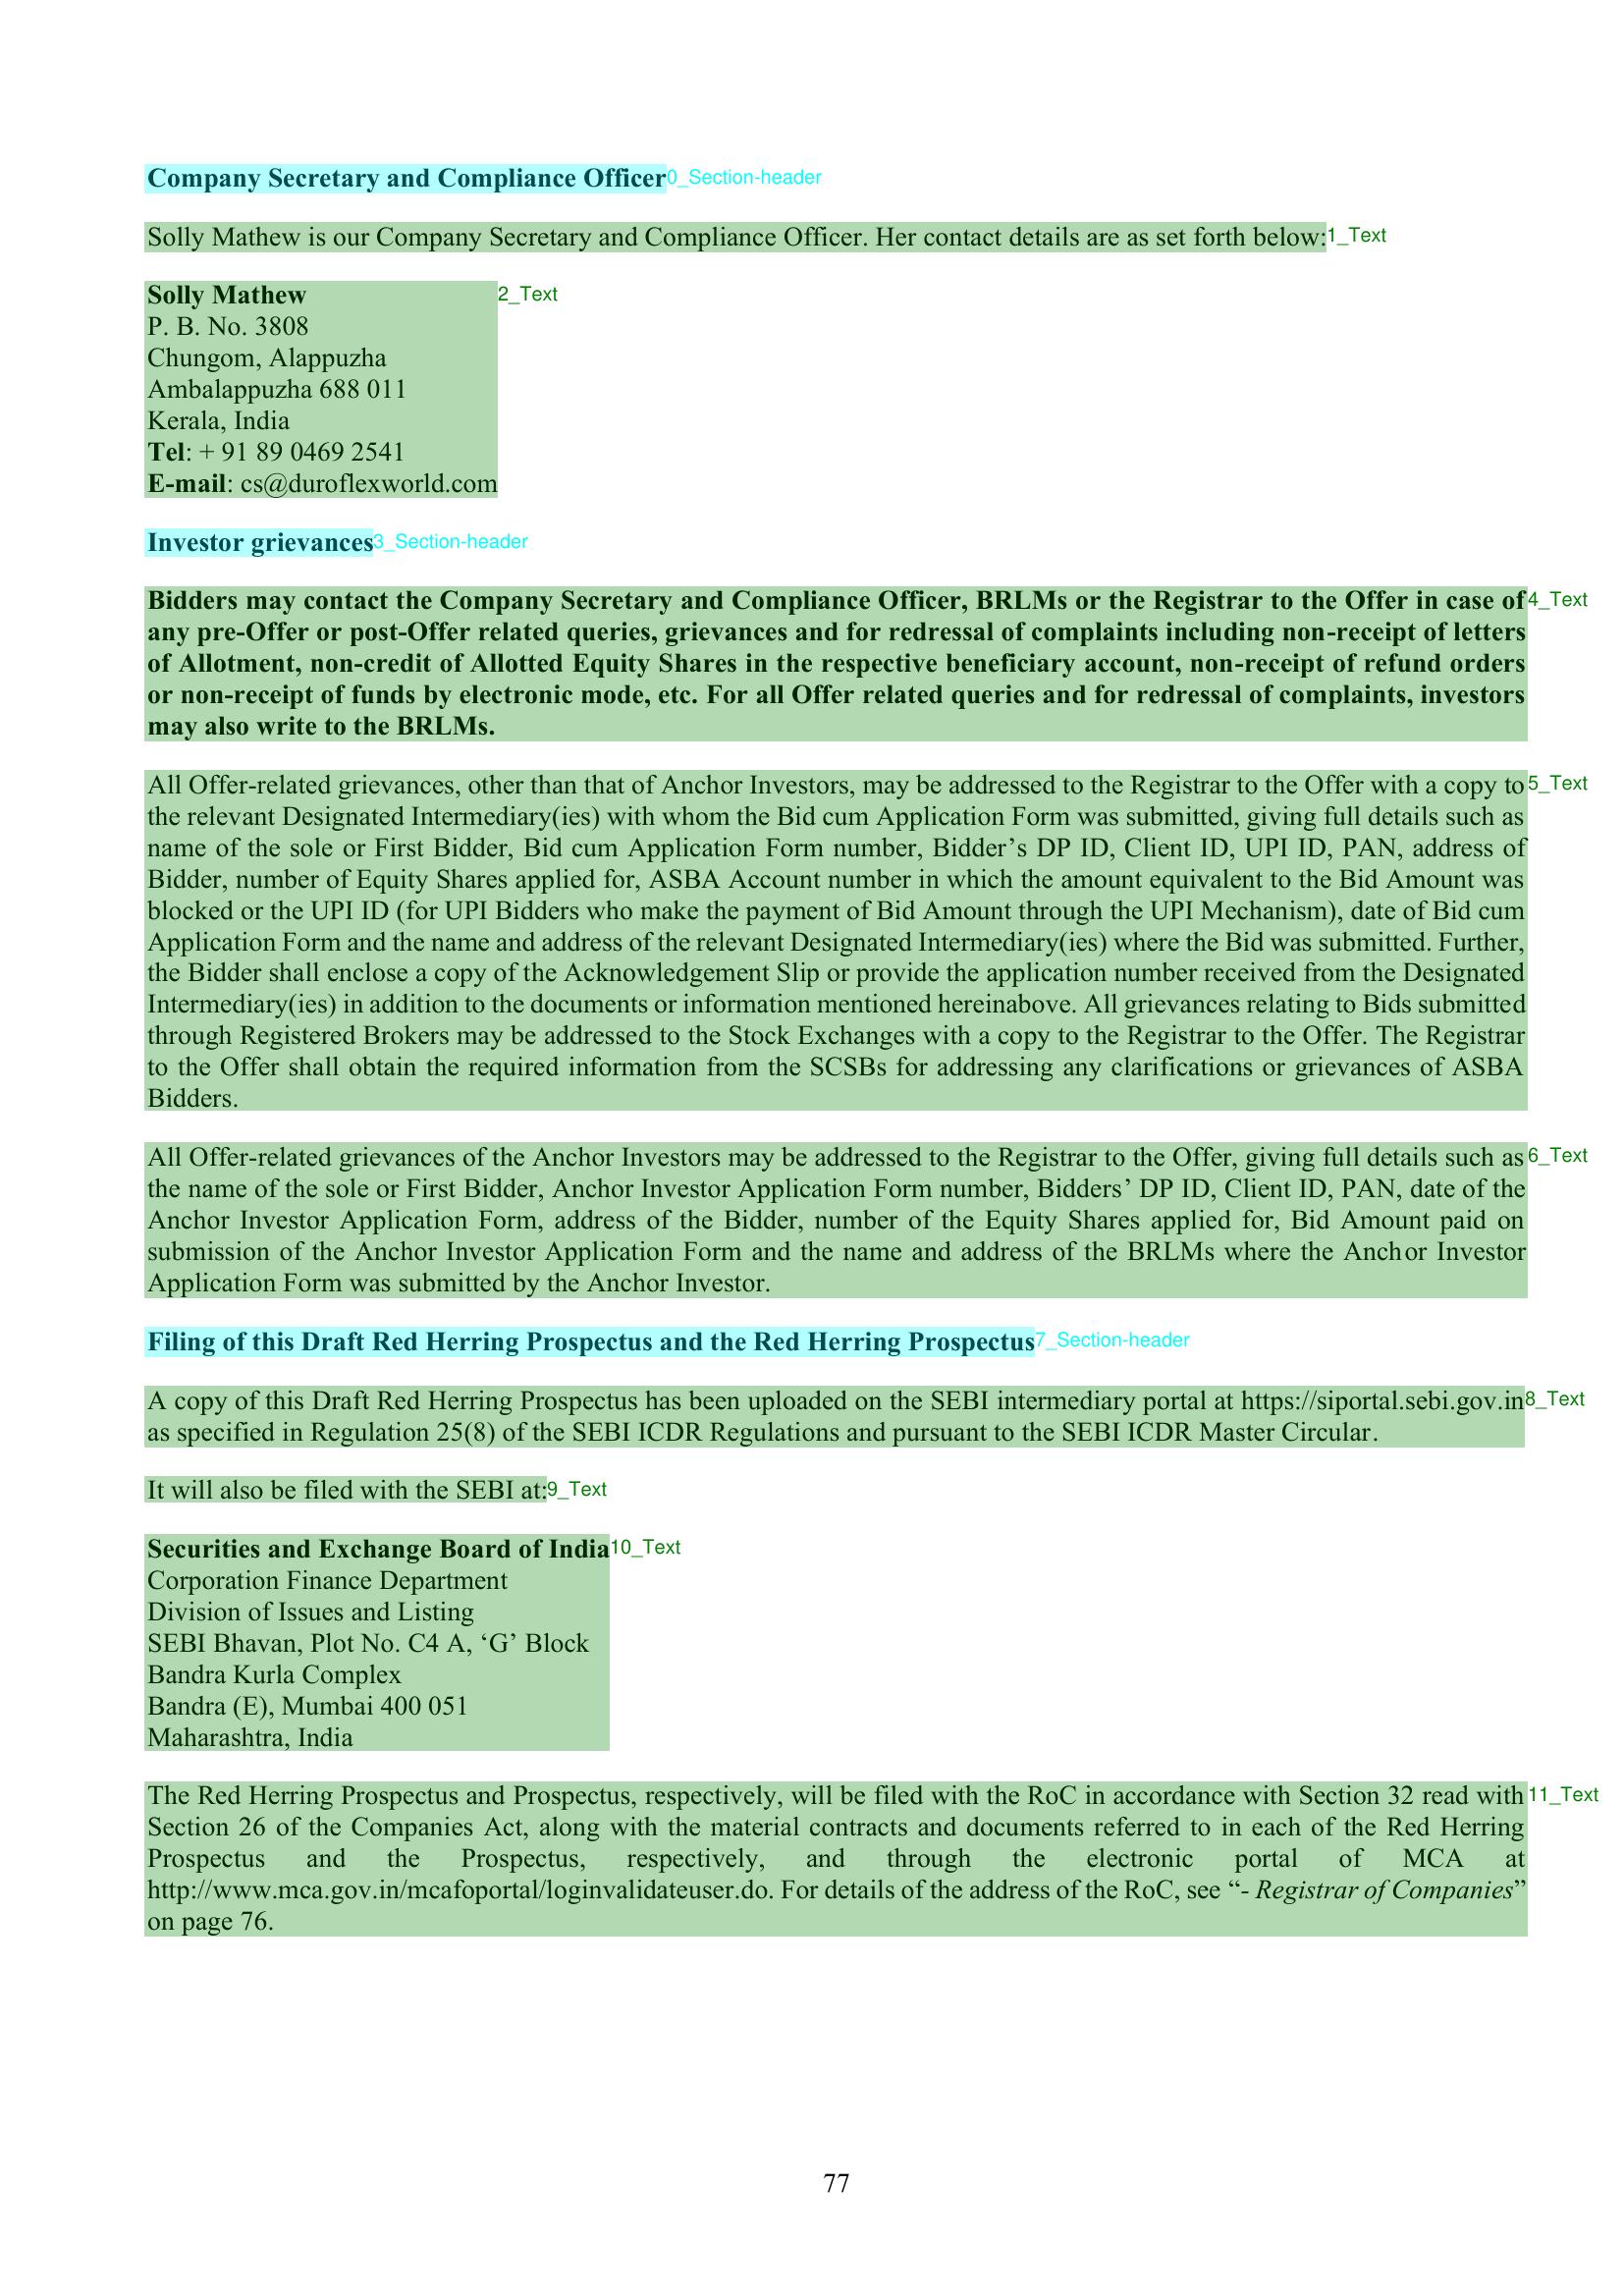 Company Secretary and Compliance Officer0_Section-header
Solly Mathew is our Company Secretary and Compliance Officer. Her contact details are as set forth below:1_Text
Solly Mathew 2_Text
P. B. No. 3808
Chungom, Alappuzha
Ambalappuzha 688 011
Kerala, India
Tel: + 91 89 0469 2541
E-mail: cs@duroflexworld.com
Investor grievances3_Section-header
Bidders may contact the Company Secretary and Compliance Officer, BRLMs or the Registrar to the Offer in case of 4_Text
any pre-Offer or post-Offer related queries, grievances and for redressal of complaints including non-receipt of letters
of Allotment, non-credit of Allotted Equity Shares in the respective beneficiary account, non-receipt of refund orders
or non-receipt of funds by electronic mode, etc. For all Offer related queries and for redressal of complaints, investors
may also write to the BRLMs.
All Offer-related grievances, other than that of Anchor Investors, may be addressed to the Registrar to the Offer with a copy to 5_Text
the relevant Designated Intermediary(ies) with whom the Bid cum Application Form was submitted, giving full details such as
name of the sole or First Bidder, Bid cum Application Form number, Bidder’s DP ID, Client ID, UPI ID, PAN, address of
Bidder, number of Equity Shares applied for, ASBA Account number in which the amount equivalent to the Bid Amount was
blocked or the UPI ID (for UPI Bidders who make the payment of Bid Amount through the UPI Mechanism), date of Bid cum
Application Form and the name and address of the relevant Designated Intermediary(ies) where the Bid was submitted. Further,
the Bidder shall enclose a copy of the Acknowledgement Slip or provide the application number received from the Designated
Intermediary(ies) in addition to the documents or information mentioned hereinabove. All grievances relating to Bids submitted
through Registered Brokers may be addressed to the Stock Exchanges with a copy to the Registrar to the Offer. The Registrar
to the Offer shall obtain the required information from the SCSBs for addressing any clarifications or grievances of ASBA
Bidders.
All Offer-related grievances of the Anchor Investors may be addressed to the Registrar to the Offer, giving full details such as 6_Text
the name of the sole or First Bidder, Anchor Investor Application Form number, Bidders’ DP ID, Client ID, PAN, date of the
Anchor Investor Application Form, address of the Bidder, number of the Equity Shares applied for, Bid Amount paid on
submission of the Anchor Investor Application Form and the name and address of the BRLMs where the Anchor Investor
Application Form was submitted by the Anchor Investor.
Filing of this Draft Red Herring Prospectus and the Red Herring Prospectus7_Section-header
A copy of this Draft Red Herring Prospectus has been uploaded on the SEBI intermediary portal at https://siportal.sebi.gov.in 8_Text
as specified in Regulation 25(8) of the SEBI ICDR Regulations and pursuant to the SEBI ICDR Master Circular.
It will also be filed with the SEBI at:9_Text
Securities and Exchange Board of India 10_Text
Corporation Finance Department
Division of Issues and Listing
SEBI Bhavan, Plot No. C4 A, ‘G’ Block
Bandra Kurla Complex
Bandra (E), Mumbai 400 051
Maharashtra, India
The Red Herring Prospectus and Prospectus, respectively, will be filed with the RoC in accordance with Section 32 read with 11_Text
Section 26 of the Companies Act, along with the material contracts and documents referred to in each of the Red Herring
Prospectus and the Prospectus, respectively, and through the electronic portal of MCA at
http://www.mca.gov.in/mcafoportal/loginvalidateuser.do. For details of the address of the RoC, see “- Registrar of Companies”
on page 76.
77